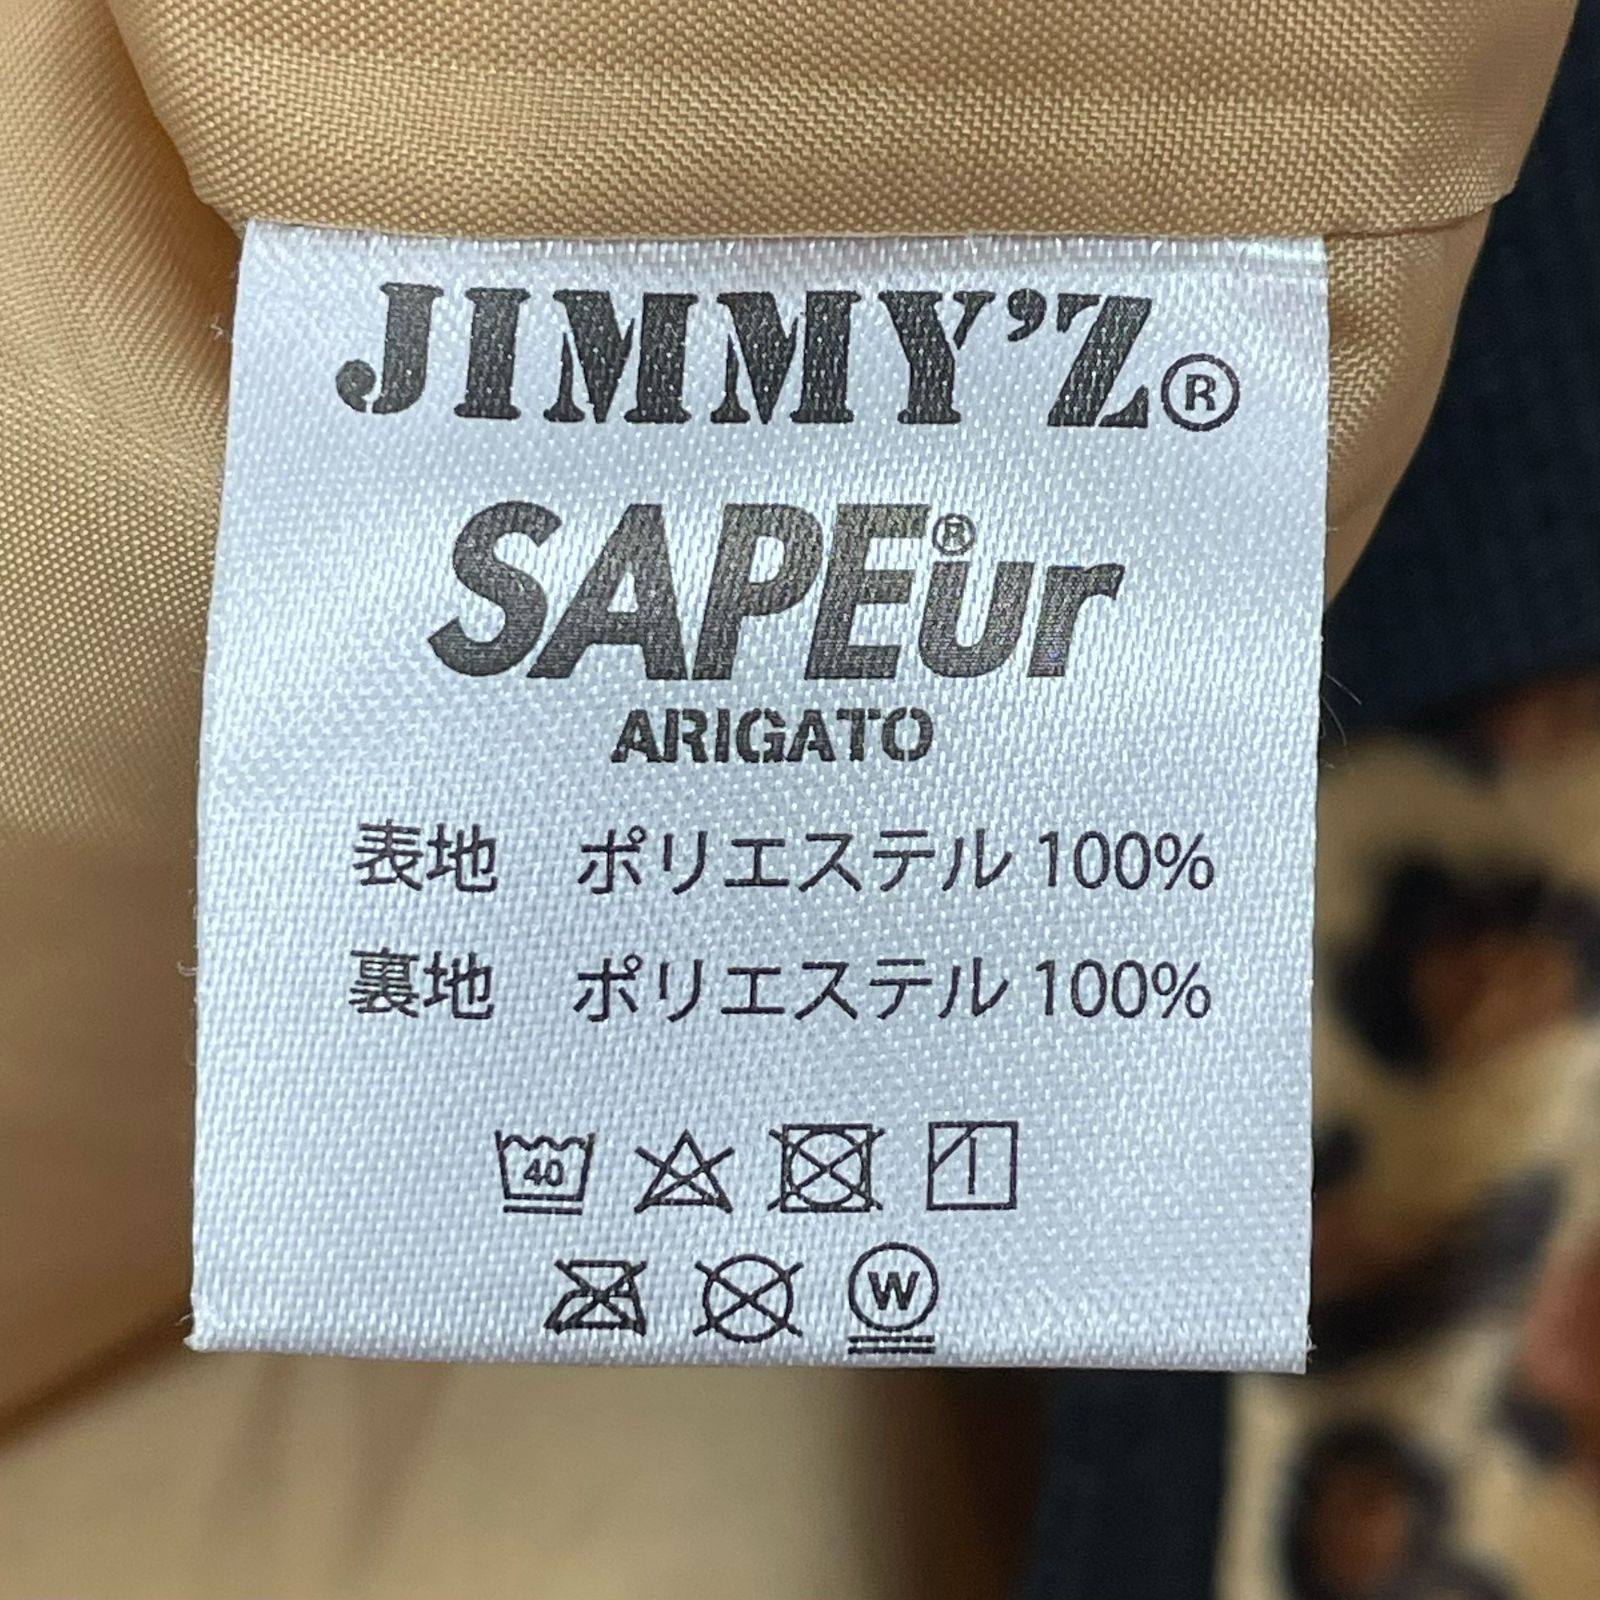 JIMMY'Z®
SAPEur®
ARIGATO
表地 ポリエステル 100%
裏地 ポリエステル 100%
40
W